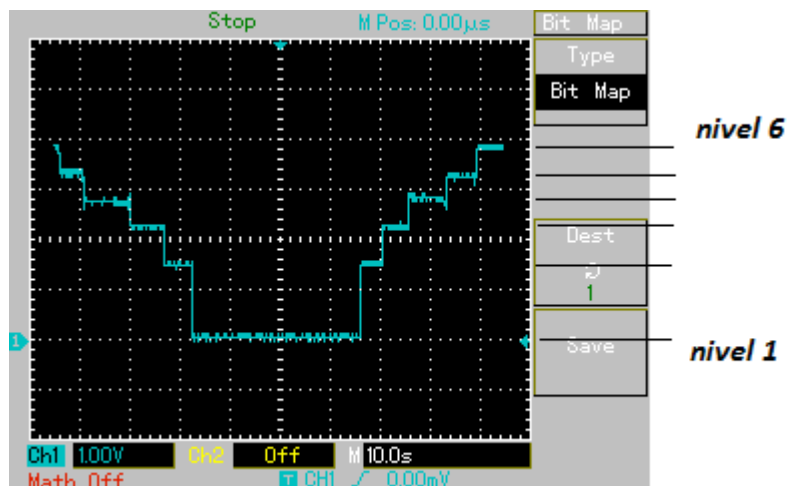 Stop M Pos: 0.00µs Bit Map
Type
Bit Map
nivel 6
Dest
1
1 Save nivel 1
Ch1 1.00V Ch2 Off M 10.0s
Math Off T CH1 0.00mV